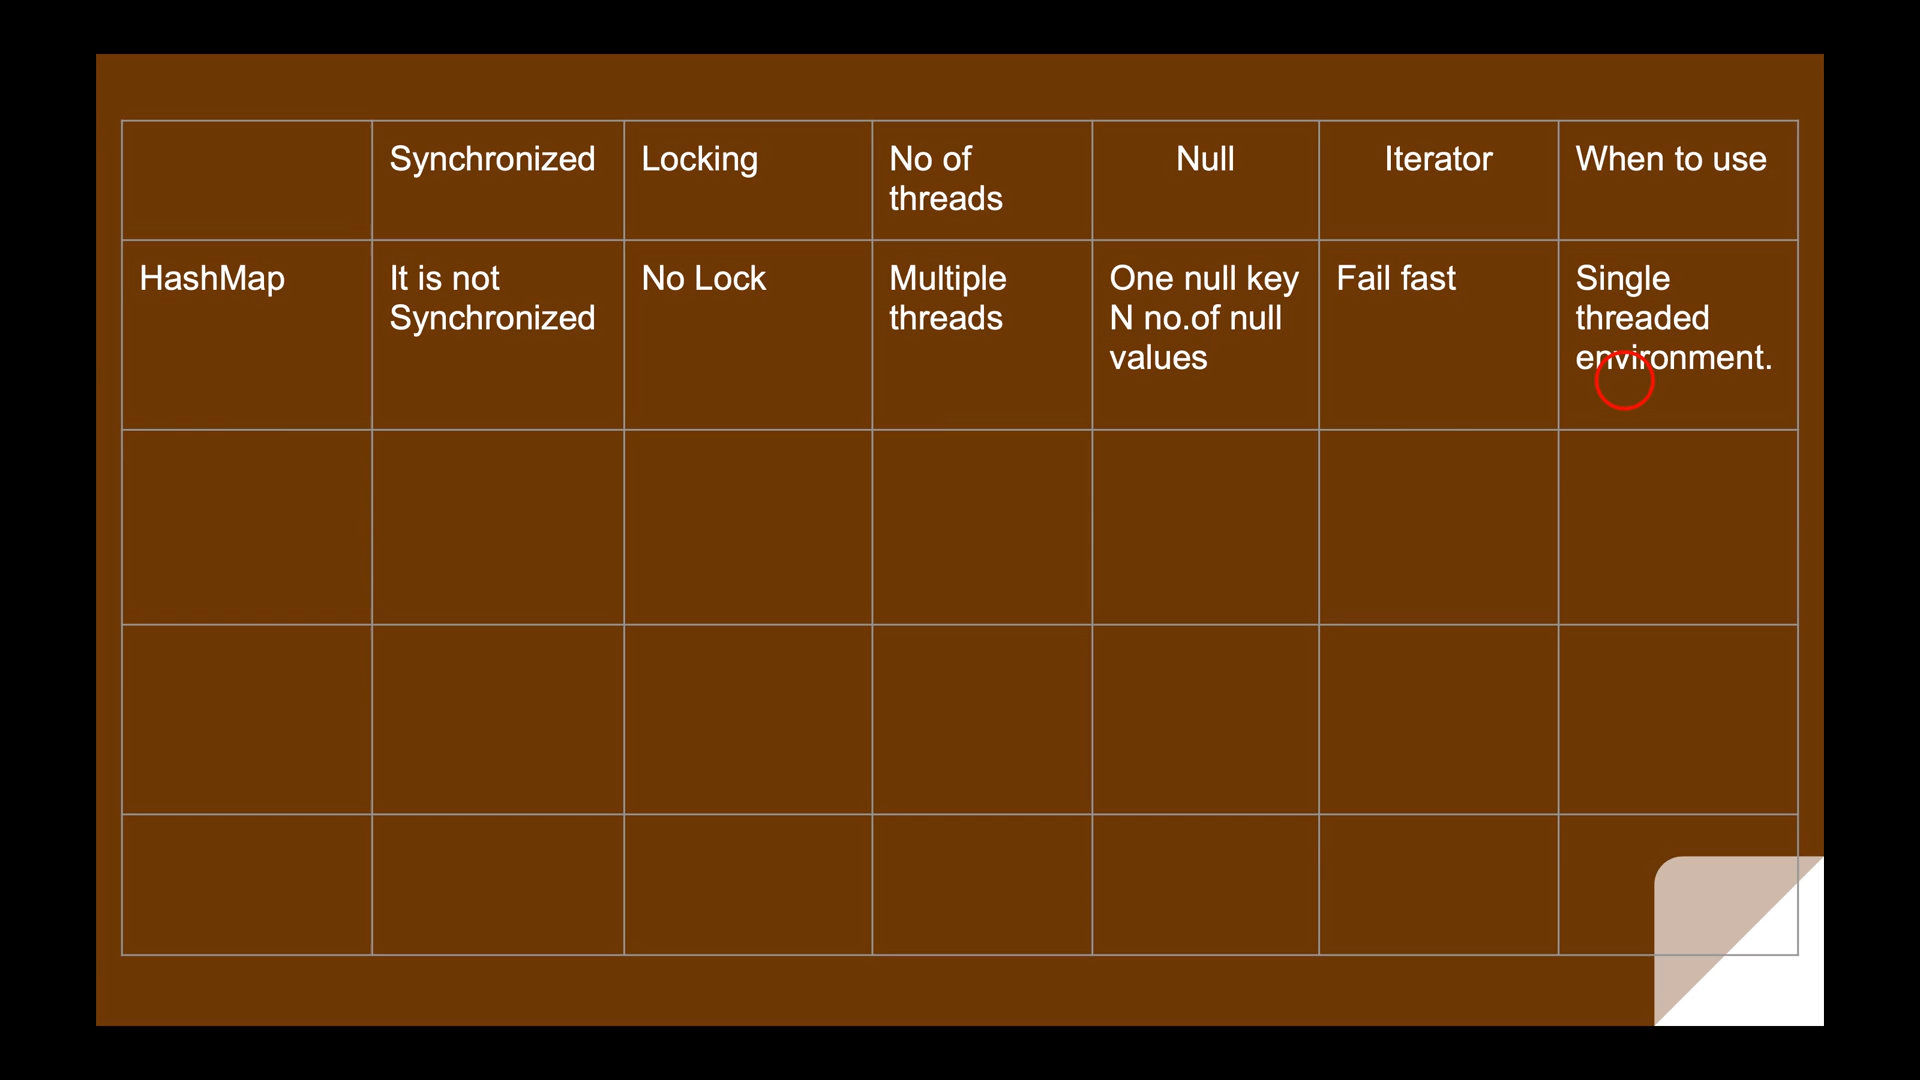 Synchronized
Locking
No of
threads
Null
Iterator
When to use
HashMap
It is not
Synchronized
No Lock
Multiple
threads
One null key
N no.of null
values
Fail fast
Single
threaded
environment.